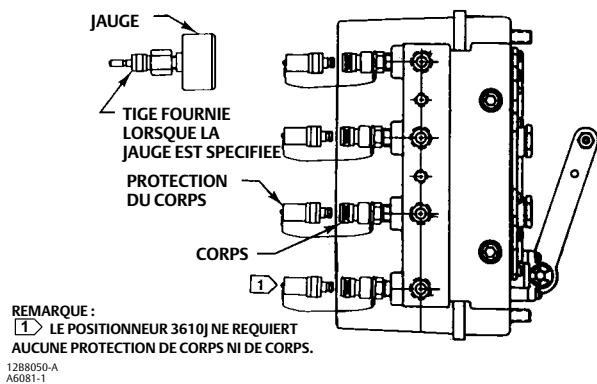 JAUGE
TIGE FOURNIE
LORSQUE LA
JAUGE EST SPECIFIEE
PROTECTION
DU CORPS
CORPS
1
REMARQUE :
1 LE POSITIONNEUR 3610J NE REQUIERT
AUCUNE PROTECTION DE CORPS NI DE CORPS.
12B8050-A
A6081-1